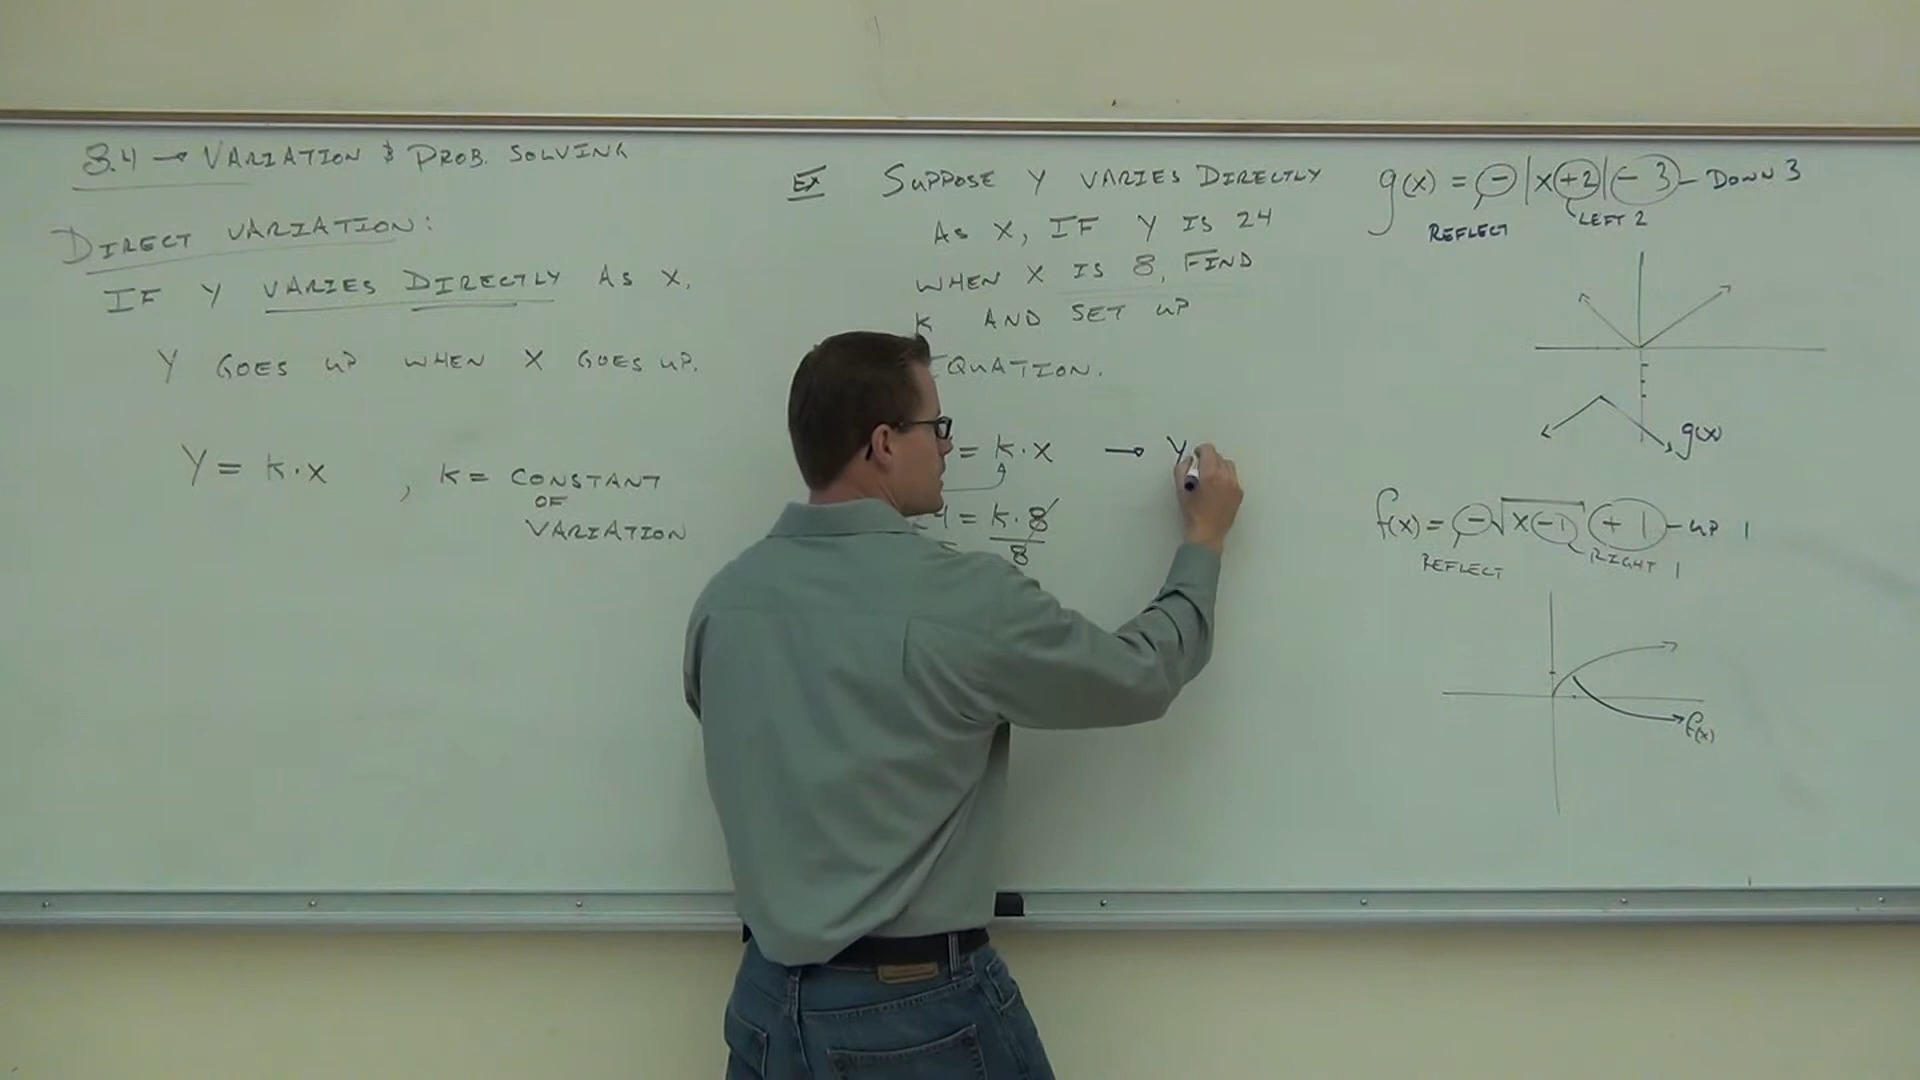 8.4 → VARIATION & PROB. SOLVING
DIRECT VARIATION:
IF Y VARIES DIRECTLY AS X,
Y GOES UP WHEN X GOES UP.
Y = K·X , K = CONSTANT
OF
VARIATION
EX SUPPOSE Y VARIES DIRECTLY
AS X, IF Y IS 24
WHEN X IS 8, FIND
K AND SET UP
EQUATION.
= K·X → Y
4 = K·8
8
g(x) = -|x+2|-3 - DOWN 3
REFLECT LEFT 2
g(x)
f(x) = -√x-1 + 1 - UP 1
REFLECT RIGHT 1
f(x)